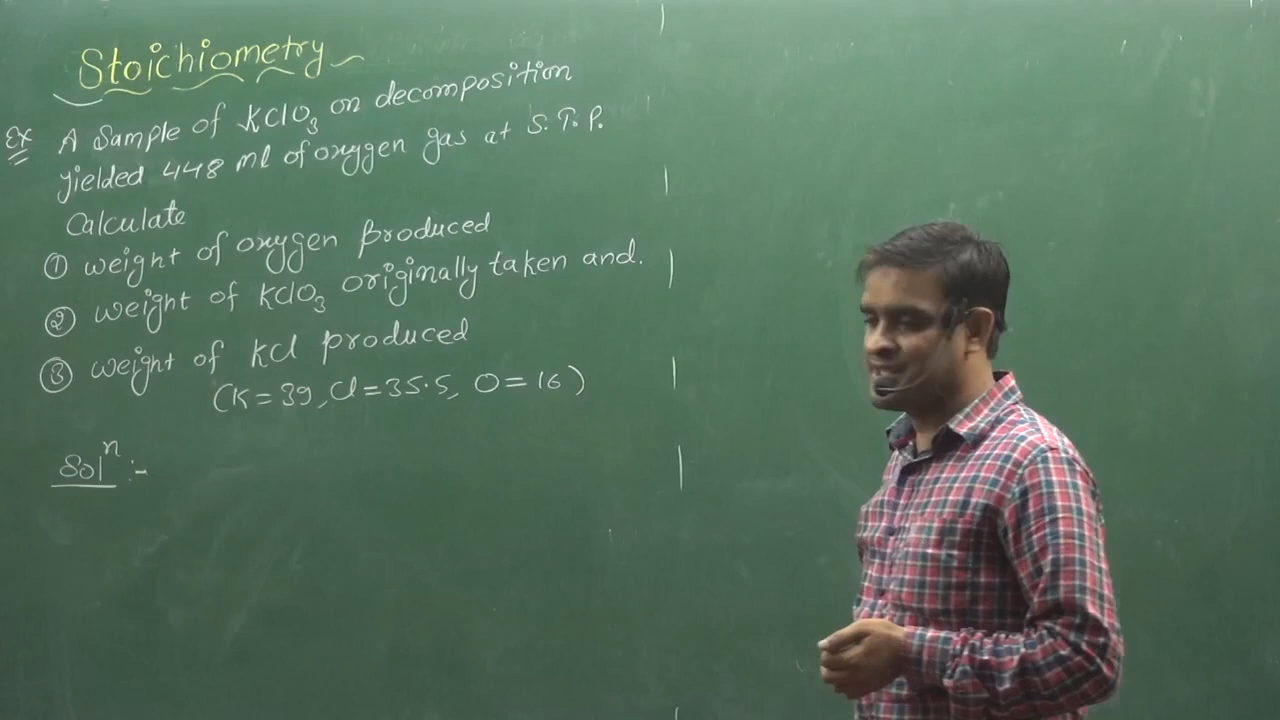 Stoichiometry
Ex A Sample of KClO3 on decomposition
yielded 448 ml of oxygen gas at S.T.P.
Calculate
① weight of oxygen produced
② weight of KClO3 originally taken and.
③ weight of KCl produced
(K=39, Cl=35.5, O=16)
Solⁿ :-